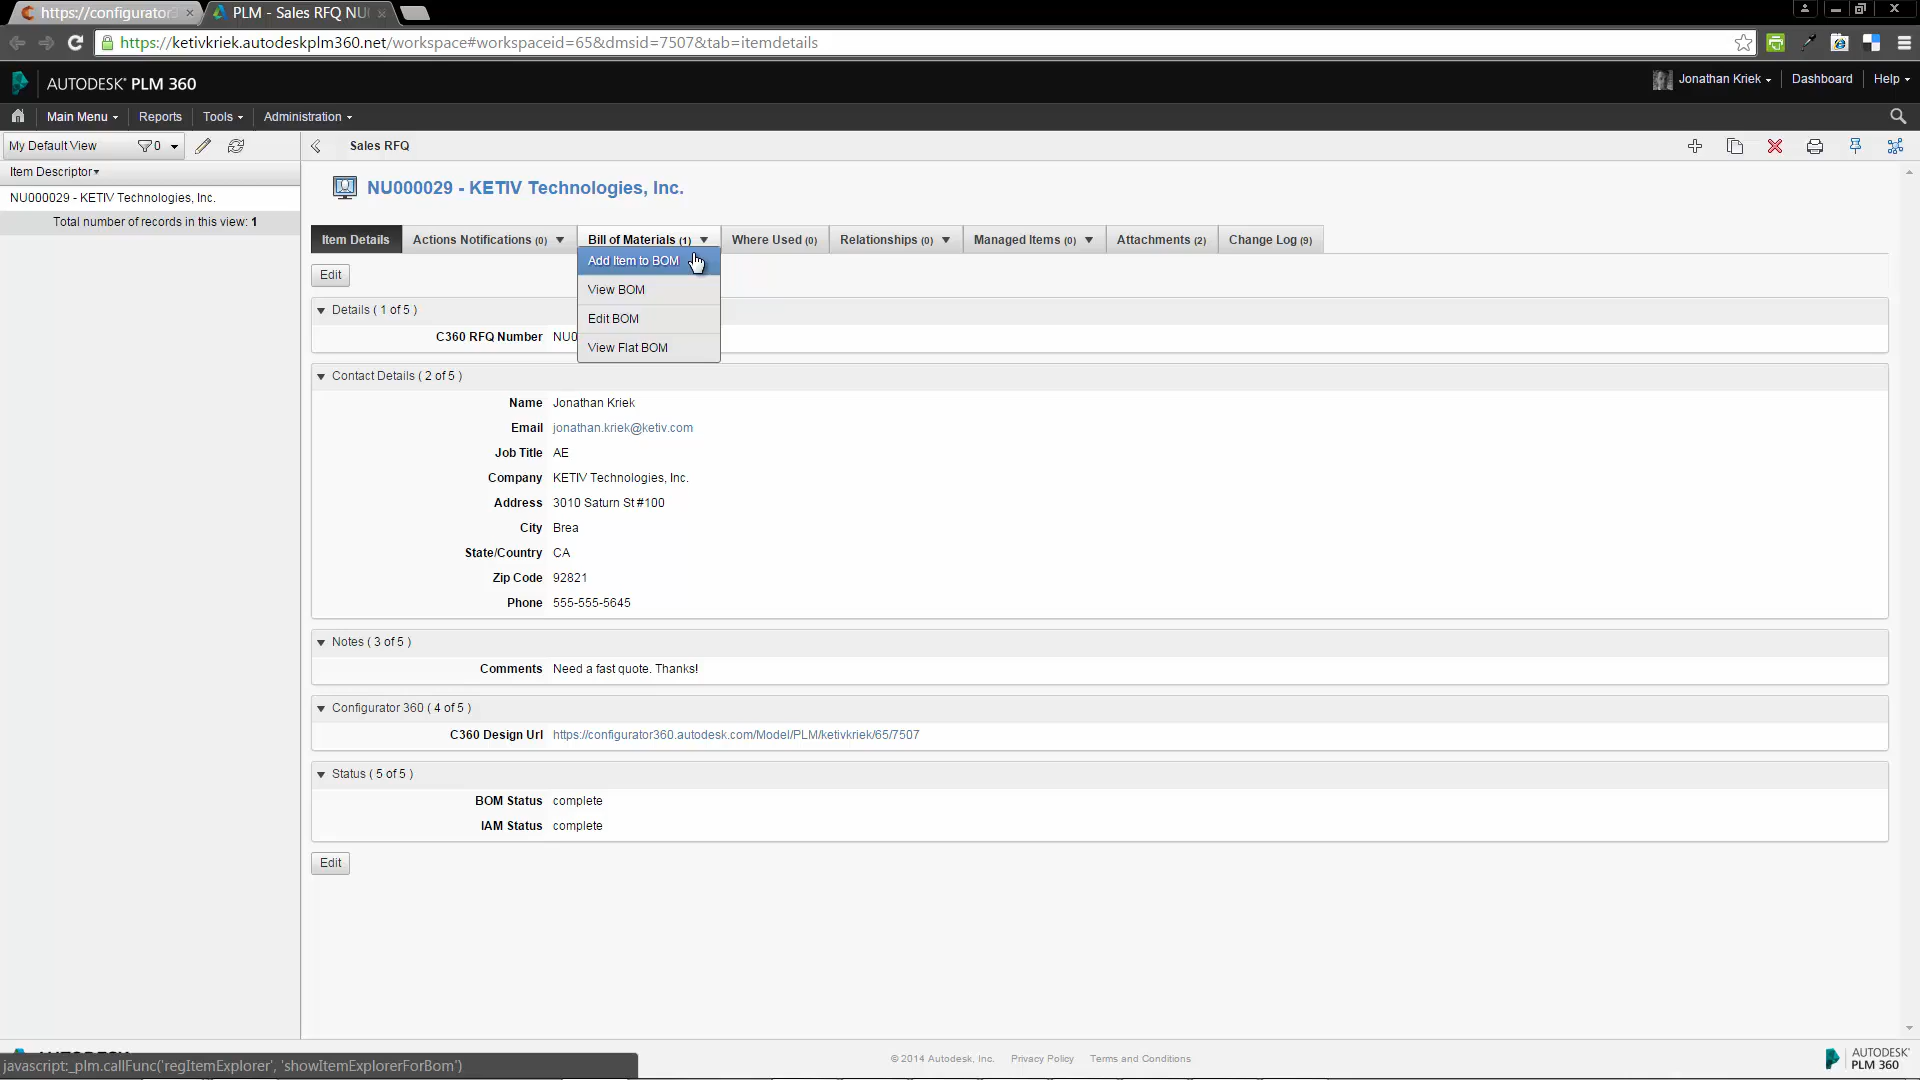 https://configurator
PLM - Sales RFQ NU
https://ketivkriek.autodeskplm360.net/workspace#workspaceid=65&dmsid=7507&tab=itemdetails
AUTODESK® PLM 360
Jonathan Kriek
Dashboard
Help
Main Menu
Reports
Tools
Administration
My Default View
0
Sales RFQ
Item Descriptor
NU000029 - KETIV Technologies, Inc.
Total number of records in this view: 1
NU000029 - KETIV Technologies, Inc.
Item Details
Actions Notifications (0)
Bill of Materials (1)
Where Used (0)
Relationships (0)
Managed Items (0)
Attachments (2)
Change Log (9)
Add Item to BOM
View BOM
Edit BOM
View Flat BOM
Edit
Details ( 1 of 5 )
C360 RFQ Number NU0
Contact Details ( 2 of 5 )
Name Jonathan Kriek
Email jonathan.kriek@ketiv.com
Job Title AE
Company KETIV Technologies, Inc.
Address 3010 Saturn St #100
City Brea
State/Country CA
Zip Code 92821
Phone 555-555-5645
Notes ( 3 of 5 )
Comments Need a fast quote. Thanks!
Configurator 360 ( 4 of 5 )
C360 Design Url https://configurator360.autodesk.com/Model/PLM/ketivkriek/65/7507
Status ( 5 of 5 )
BOM Status complete
IAM Status complete
Edit
javascript:_plm.callFunc('regItemExplorer', 'showItemExplorerForBom')
© 2014 Autodesk, Inc.
Privacy Policy
Terms and Conditions
AUTODESK®
PLM 360